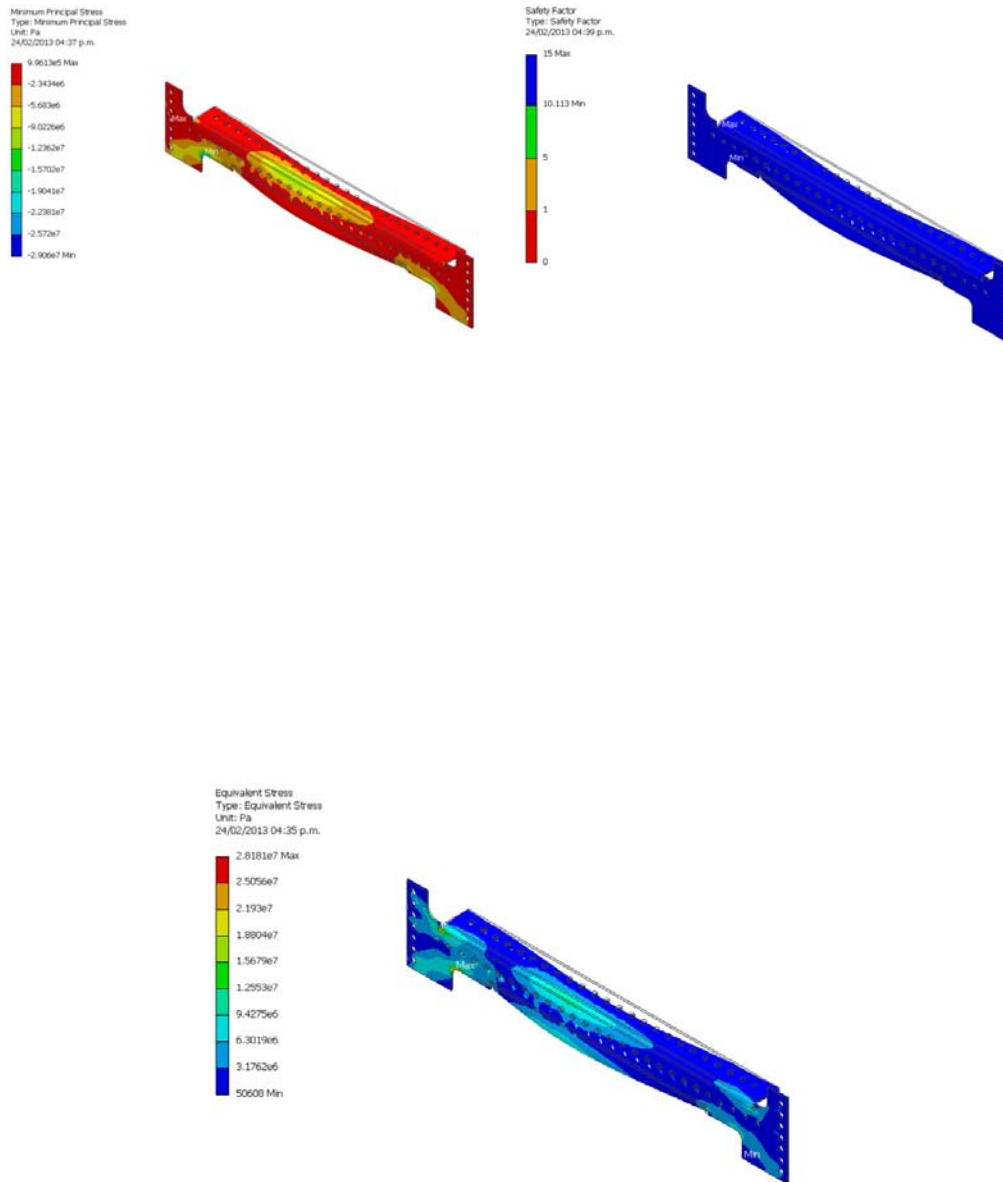 Minimum Principal Stress
Type: Minimum Principal Stress
Unit: Pa
24/02/2013 04:37 p.m.
9.9613e5 Max
-2.3434e6
-5.683e6
-9.0226e6
-1.2362e7
-1.5702e7
-1.9041e7
-2.2381e7
-2.572e7
-2.906e7 Min
Max
Min
Safety Factor
Type: Safety Factor
24/02/2013 04:39 p.m.
15 Max
10.113 Min
5
1
0
Max
Min
Equivalent Stress
Type: Equivalent Stress
Unit: Pa
24/02/2013 04:35 p.m.
2.8181e7 Max
2.5056e7
2.193e7
1.8804e7
1.5679e7
1.2553e7
9.4275e6
6.3019e6
3.1762e6
50608 Min
Max
Min